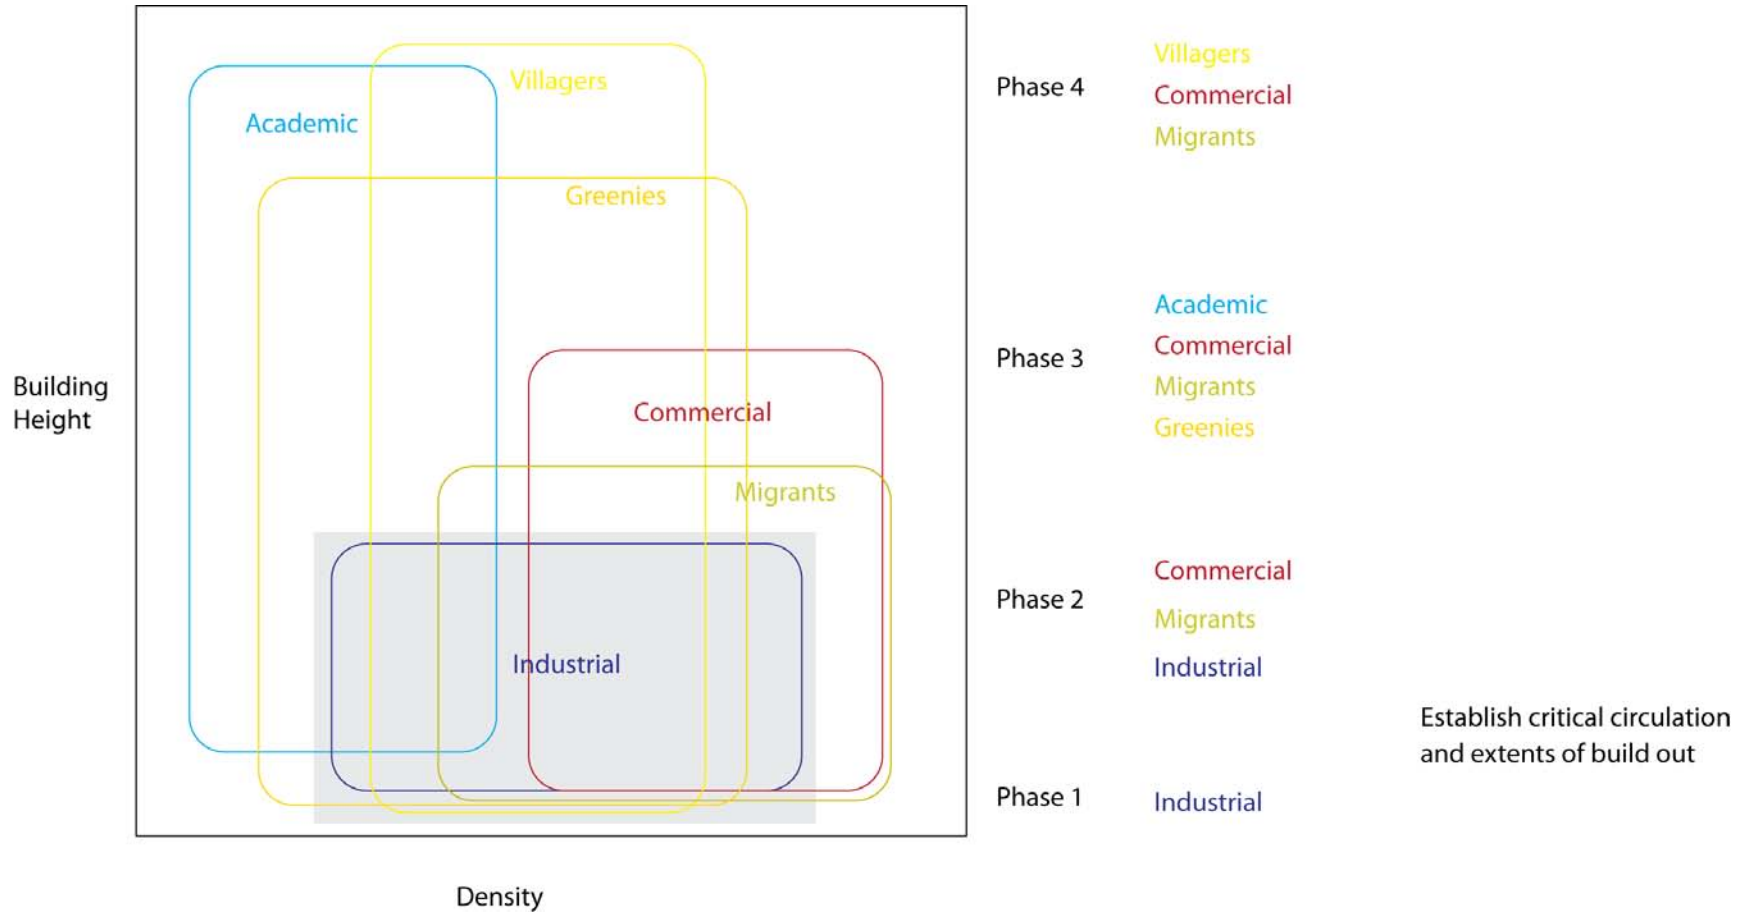 Villagers
Academic
Greenies
Commercial
Migrants
Industrial
Building
Height
Density
Phase 4
Villagers
Commercial
Migrants
Phase 3
Academic
Commercial
Migrants
Greenies
Phase 2
Commercial
Migrants
Industrial
Establish critical circulation
and extents of build out
Phase 1
Industrial